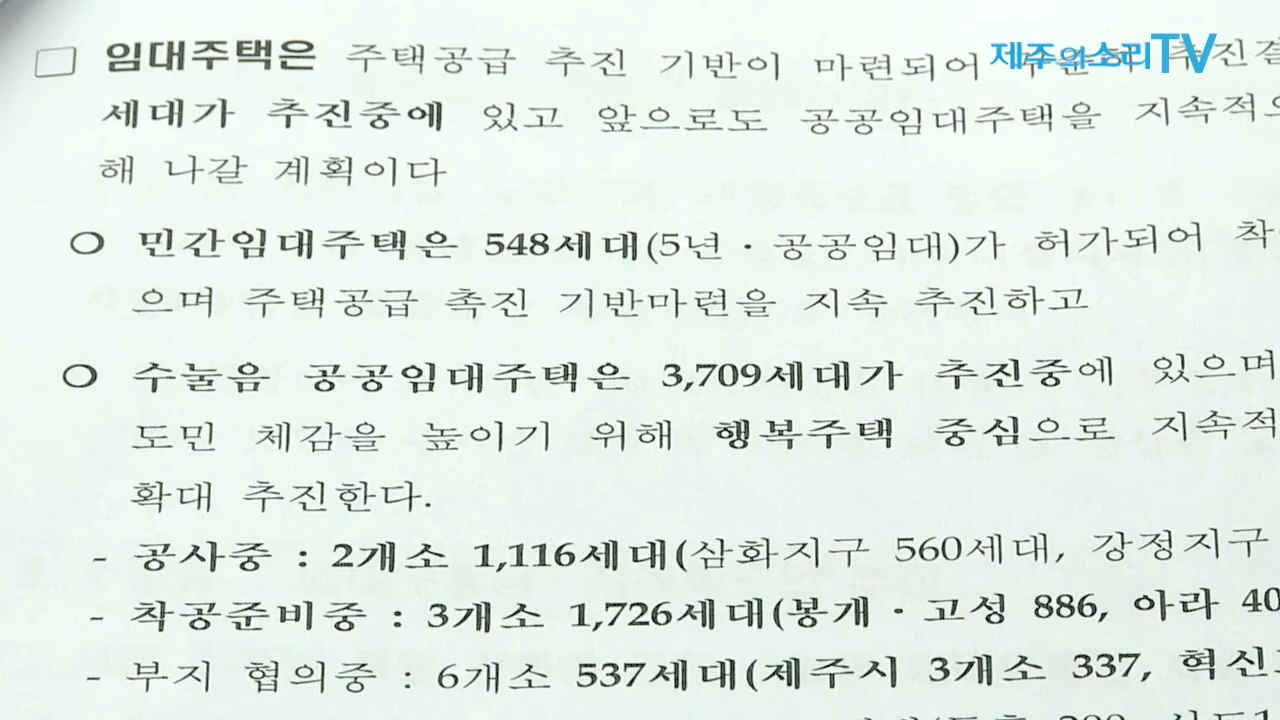 제주의소리TV
□ 임대주택은 주택공급 추진 기반이 마련되어 추진결
세대가 추진중에 있고 앞으로도 공공임대주택을 지속적으
해 나갈 계획이다
○ 민간임대주택은 548세대(5년·공공임대)가 허가되어 착
으며 주택공급 촉진 기반마련을 지속 추진하고
○ 수눌음 공공임대주택은 3,709세대가 추진중에 있으며
도민 체감을 높이기 위해 행복주택 중심으로 지속적
확대 추진한다.
- 공사중 : 2개소 1,116세대(삼화지구 560세대, 강정지구
- 착공준비중 : 3개소 1,726세대(봉개·고성 886, 아라 40
- 부지 협의중 : 6개소 537세대(제주시 3개소 337, 혁신